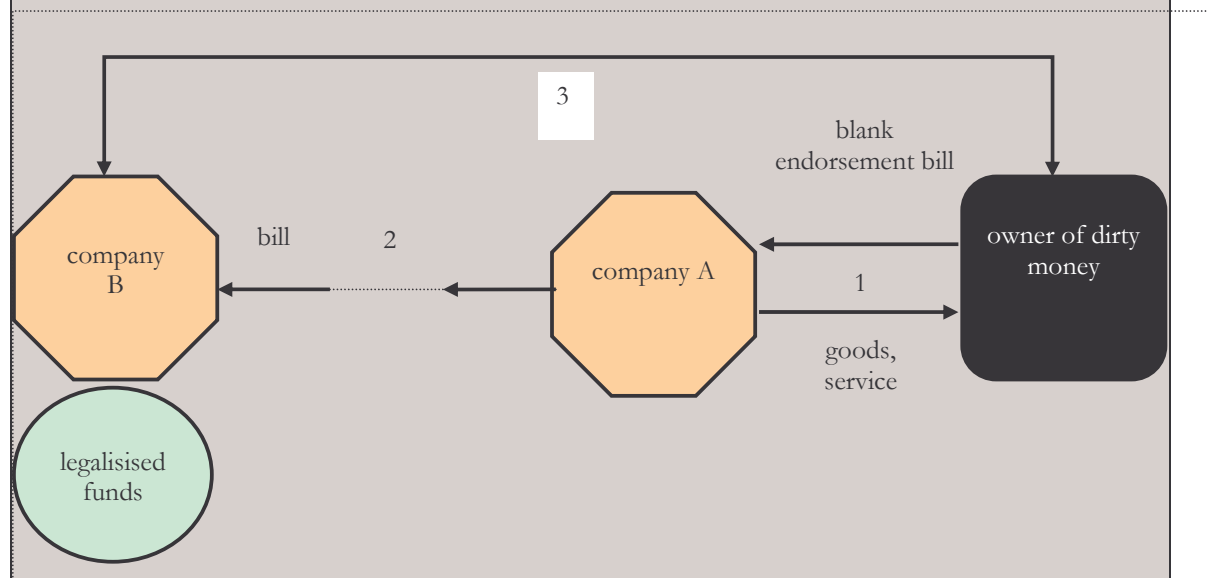 3
blank
endorsement bill
bill
2
company
B
company A
owner of dirty
money
1
goods,
service
legalisised
funds